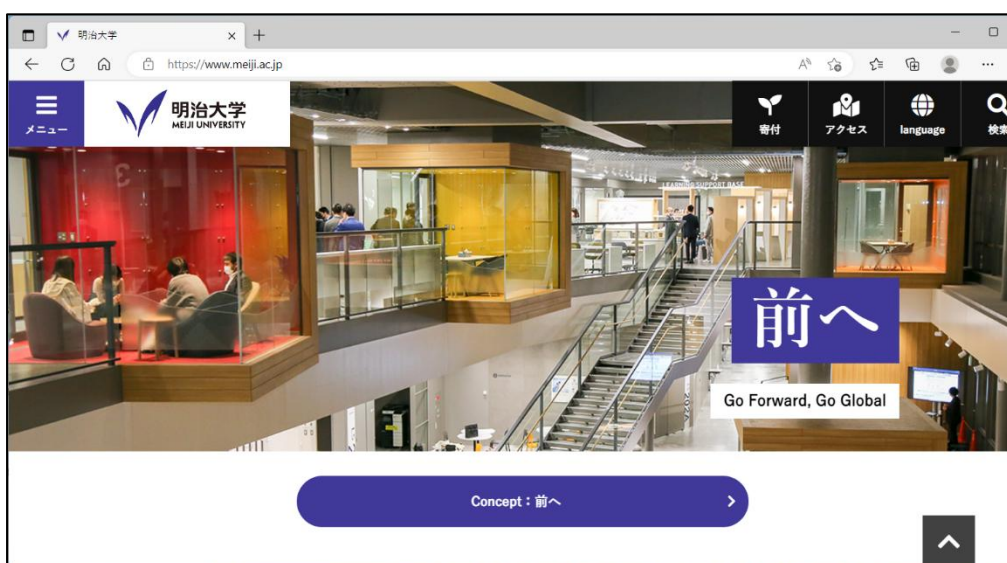 明治大学
https://www.meiji.ac.jp
メニュー
明治大学
MEIJI UNIVERSITY
寄付
アクセス
language
検索
LEARNING SUPPORT BASE
前へ
Go Forward, Go Global
Concept：前へ